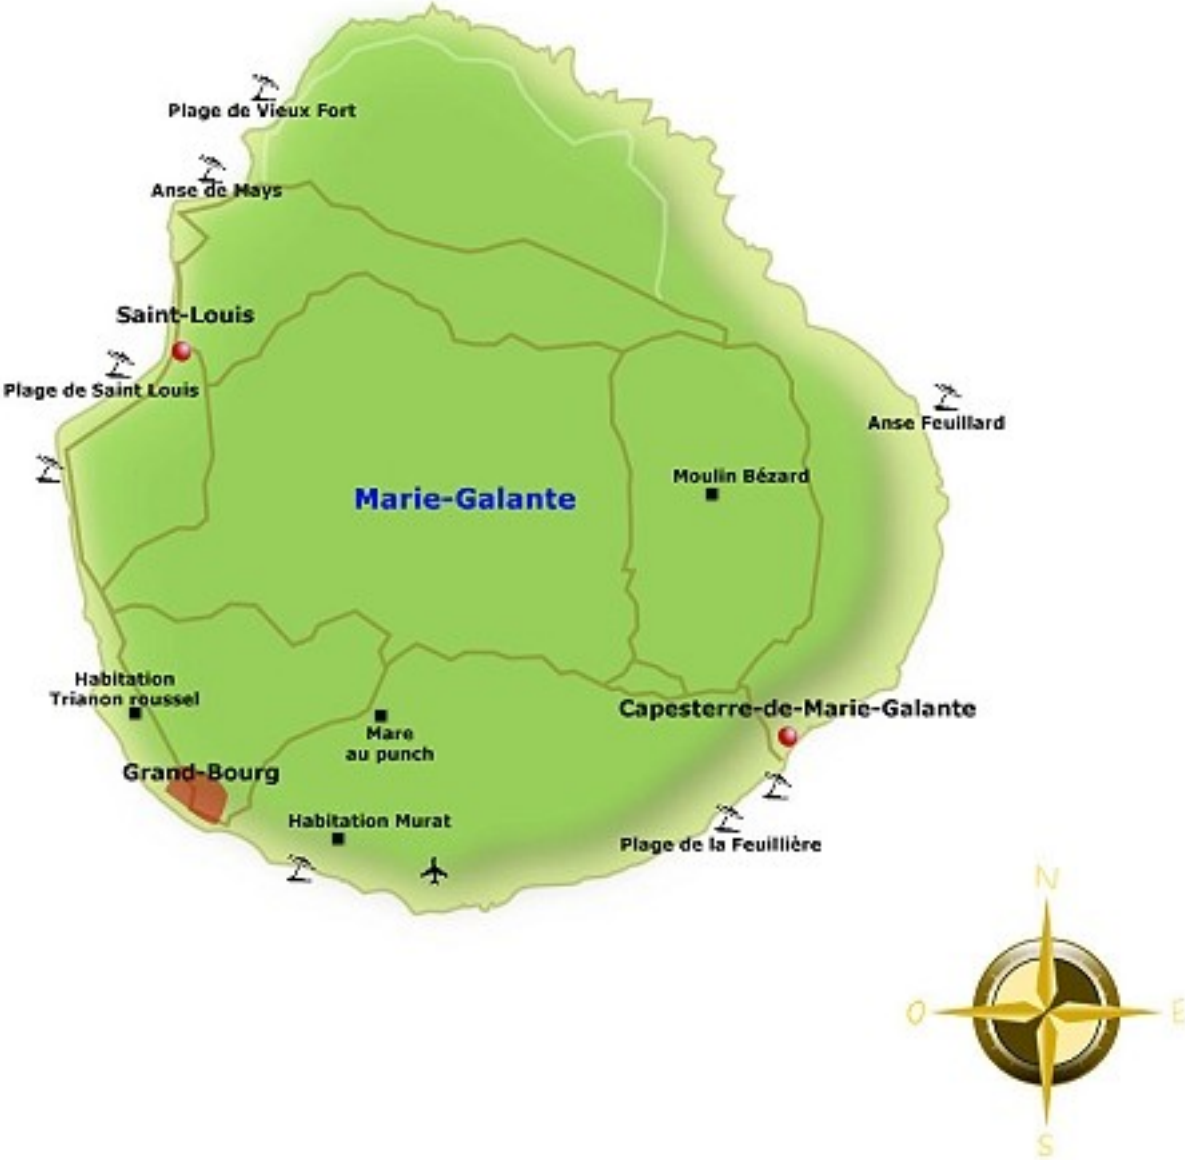 Plage de Vieux Fort
Anse de Mays
Saint-Louis
Plage de Saint Louis
Anse Feuillard
Moulin Bézard
Marie-Galante
Habitation
Trianon roussel
Capesterre-de-Marie-Galante
Mare
au punch
Grand-Bourg
Habitation Murat
Plage de la Feuillière
N
O
E
S